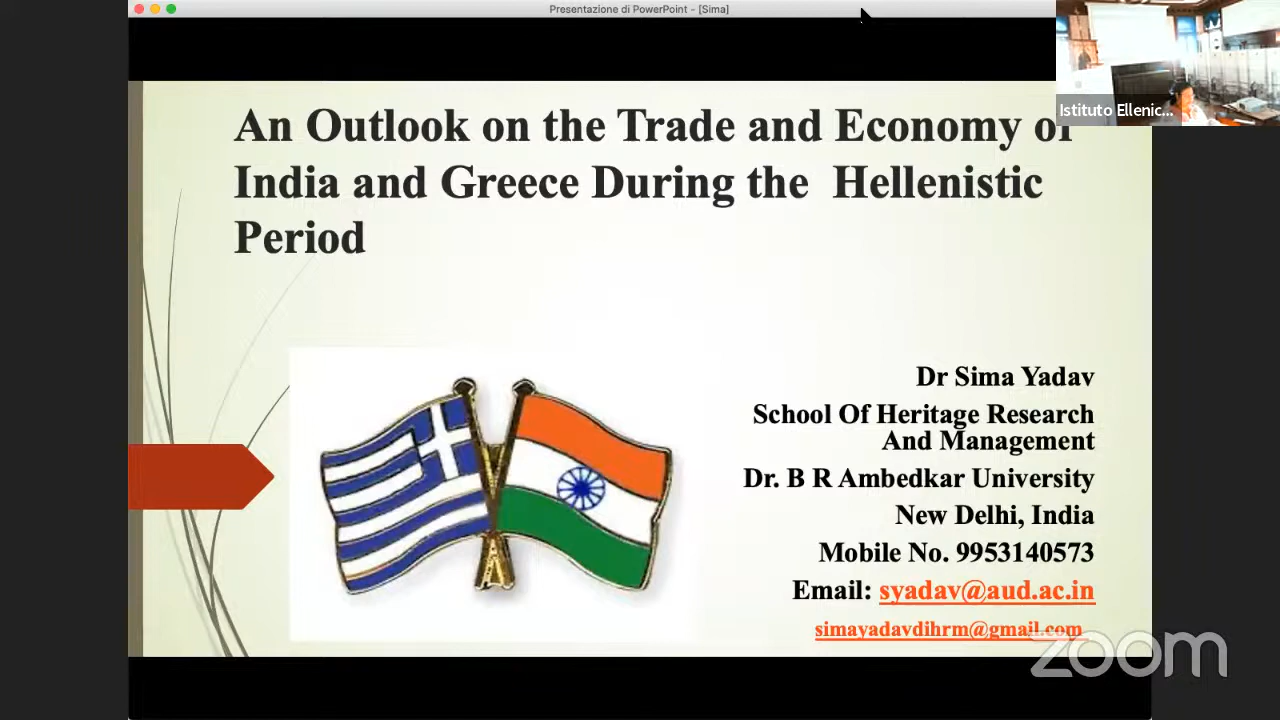 Presentazione di PowerPoint - [Sima]
Istituto Ellenic...
An Outlook on the Trade and Economy of
India and Greece During the Hellenistic
Period
Dr Sima Yadav
School Of Heritage Research
And Management
Dr. B R Ambedkar University
New Delhi, India
Mobile No. 9953140573
Email: syadav@aud.ac.in
simayadavdihrm@gmail.com
zoom